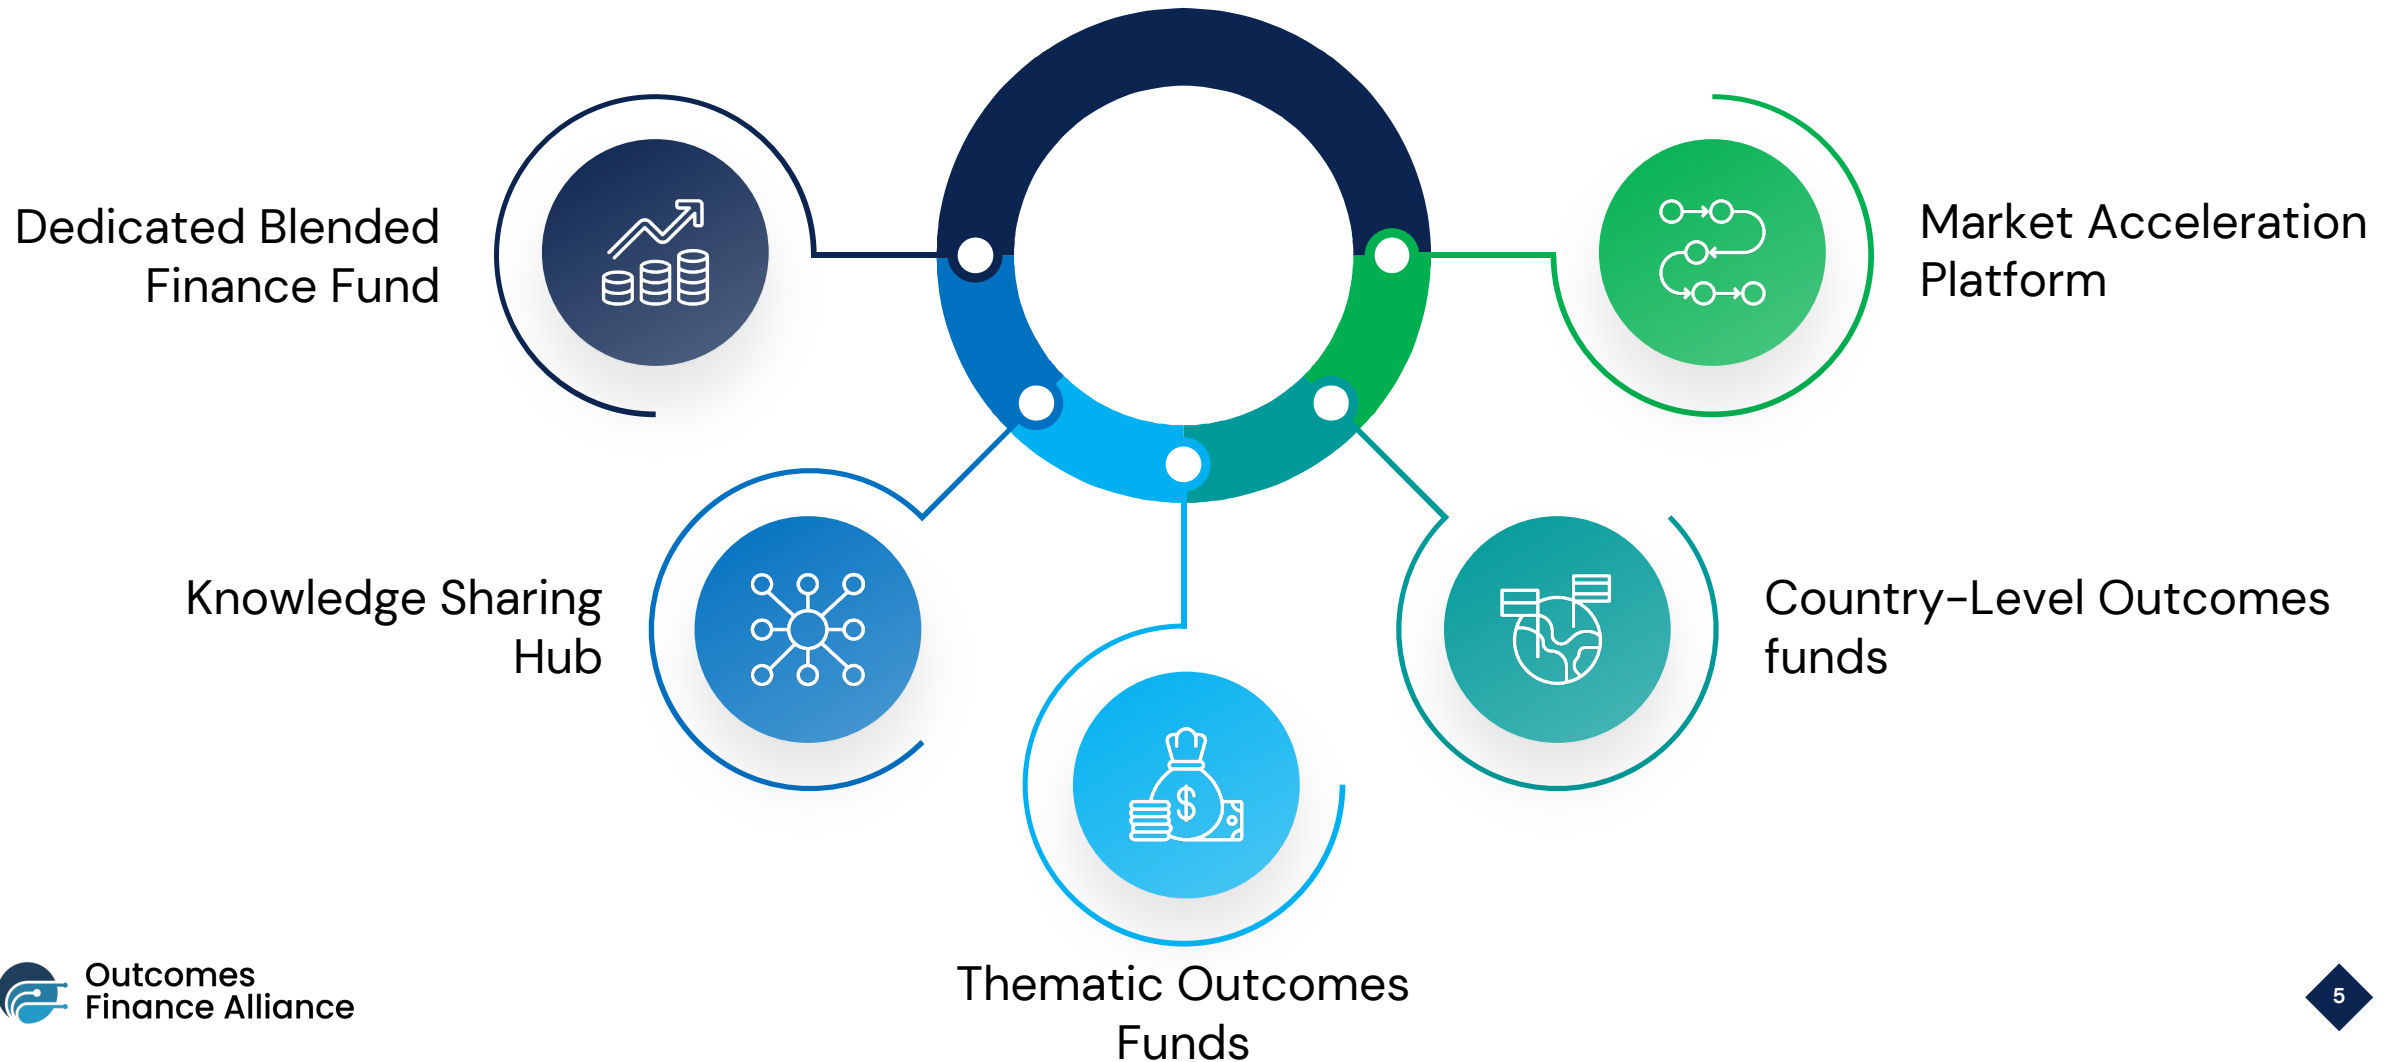 Dedicated Blended
Finance Fund
Market Acceleration
Platform
Knowledge Sharing
Hub
Country-Level Outcomes
funds
$
Thematic Outcomes
Funds
Outcomes
Finance Alliance
5